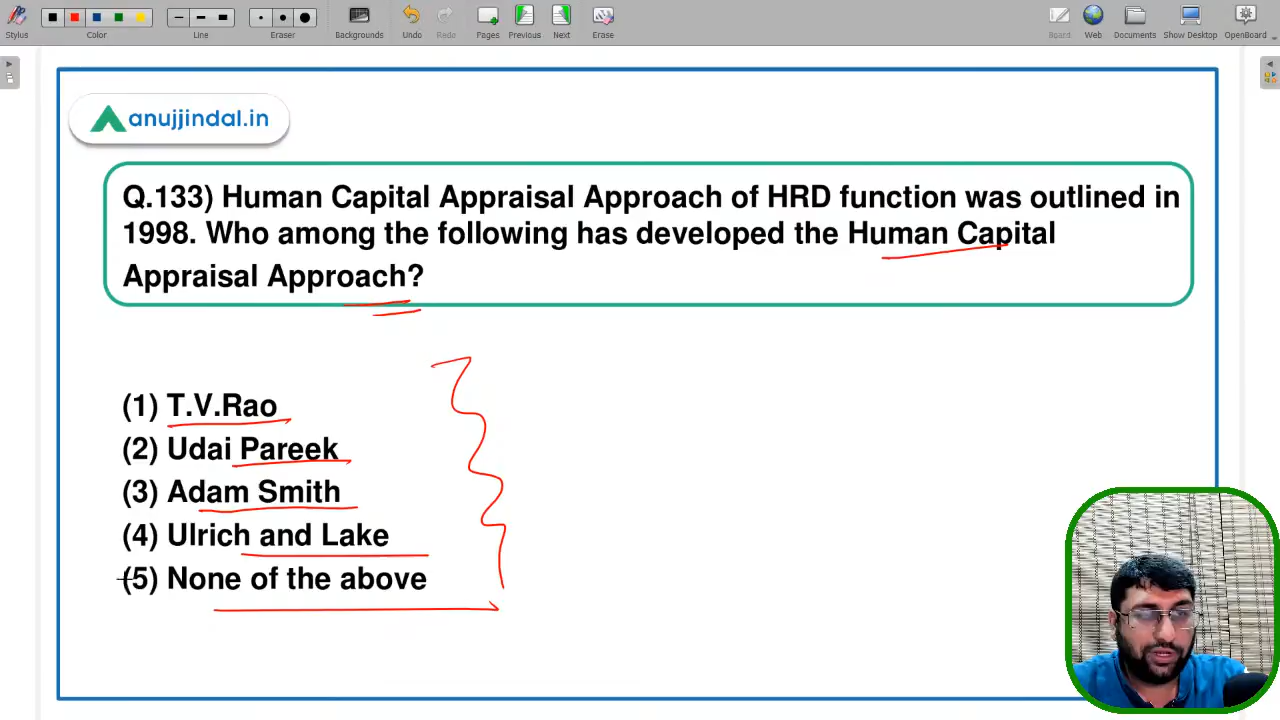 Stylus
Color
Line
Eraser
Backgrounds
Undo
Redo
Pages
Previous
Next
Erase
Board
Web
Documents
Show Desktop
OpenBoard
anujjindal.in
Q.133) Human Capital Appraisal Approach of HRD function was outlined in
1998. Who among the following has developed the Human Capital
Appraisal Approach?
(1) T.V.Rao
(2) Udai Pareek
(3) Adam Smith
(4) Ulrich and Lake
(5) None of the above